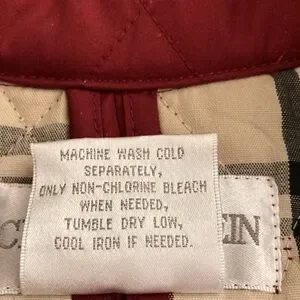 MACHINE WASH COLD
SEPARATELY,
ONLY NON-CHLORINE BLEACH
WHEN NEEDED,
TUMBLE DRY LOW,
COOL IRON IF NEEDED.